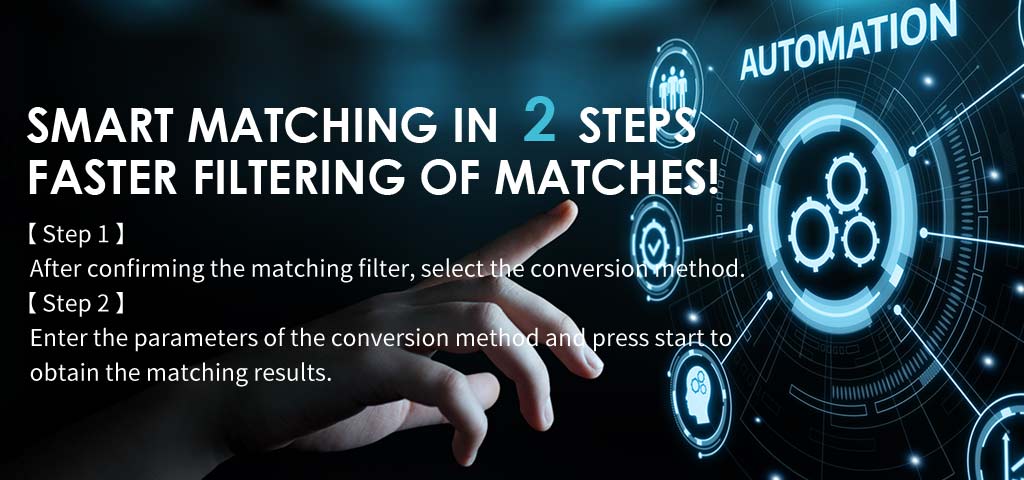 AUTOMATION
SMART MATCHING IN 2 STEPS
FASTER FILTERING OF MATCHES!
【 Step 1 】
After confirming the matching filter, select the conversion method.
【 Step 2 】
Enter the parameters of the conversion method and press start to
obtain the matching results.